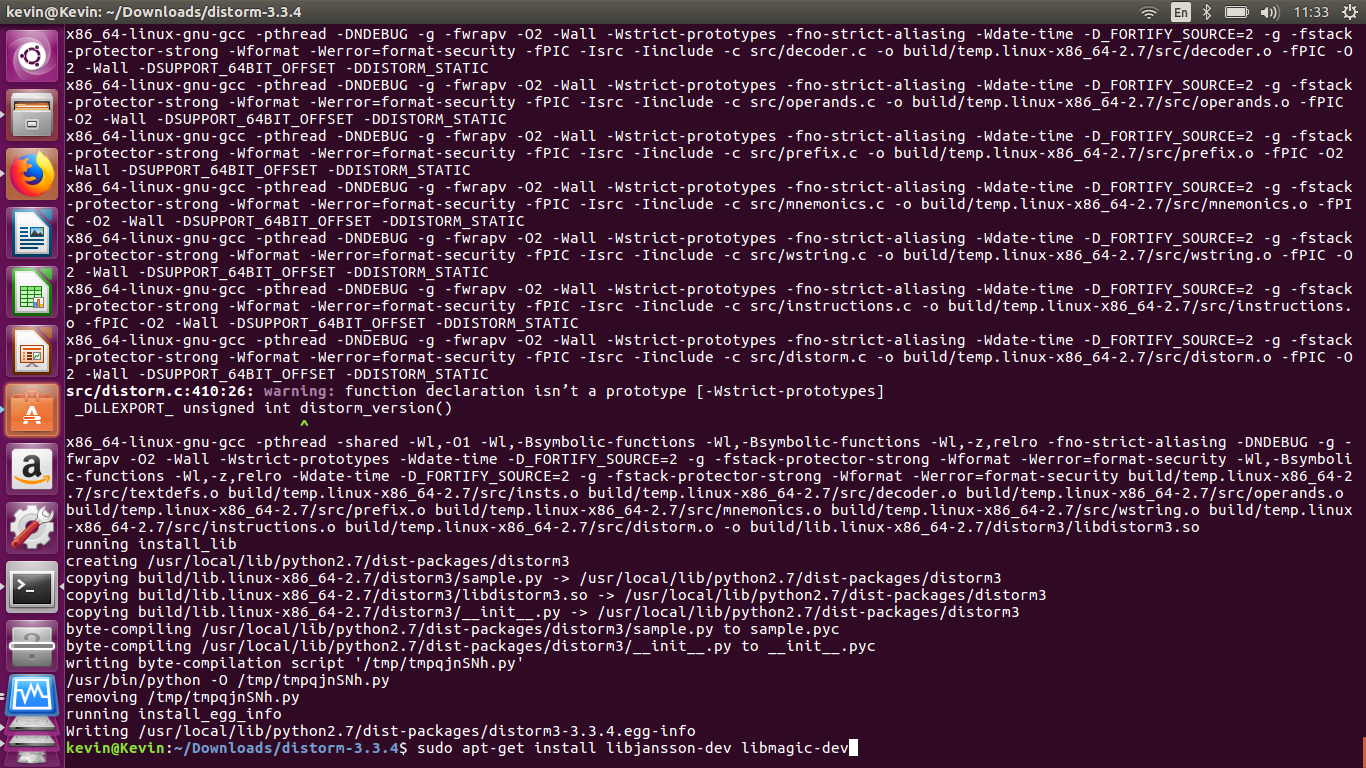 kevin@Kevin: ~/Downloads/distorm-3.3.4
En
11:33
x86_64-linux-gnu-gcc -pthread -DNDEBUG -g -fwrapv -O2 -Wall -Wstrict-prototypes -fno-strict-aliasing -Wdate-time -D_FORTIFY_SOURCE=2 -g -fstack
-protector-strong -Wformat -Werror=format-security -fPIC -Isrc -Iinclude -c src/decoder.c -o build/temp.linux-x86_64-2.7/src/decoder.o -fPIC -O
2 -Wall -DSUPPORT_64BIT_OFFSET -DDISTORM_STATIC
x86_64-linux-gnu-gcc -pthread -DNDEBUG -g -fwrapv -O2 -Wall -Wstrict-prototypes -fno-strict-aliasing -Wdate-time -D_FORTIFY_SOURCE=2 -g -fstack
-protector-strong -Wformat -Werror=format-security -fPIC -Isrc -Iinclude -c src/operands.c -o build/temp.linux-x86_64-2.7/src/operands.o -fPIC
-O2 -Wall -DSUPPORT_64BIT_OFFSET -DDISTORM_STATIC
x86_64-linux-gnu-gcc -pthread -DNDEBUG -g -fwrapv -O2 -Wall -Wstrict-prototypes -fno-strict-aliasing -Wdate-time -D_FORTIFY_SOURCE=2 -g -fstack
-protector-strong -Wformat -Werror=format-security -fPIC -Isrc -Iinclude -c src/prefix.c -o build/temp.linux-x86_64-2.7/src/prefix.o -fPIC -O2
-Wall -DSUPPORT_64BIT_OFFSET -DDISTORM_STATIC
x86_64-linux-gnu-gcc -pthread -DNDEBUG -g -fwrapv -O2 -Wall -Wstrict-prototypes -fno-strict-aliasing -Wdate-time -D_FORTIFY_SOURCE=2 -g -fstack
-protector-strong -Wformat -Werror=format-security -fPIC -Isrc -Iinclude -c src/mnemonics.c -o build/temp.linux-x86_64-2.7/src/mnemonics.o -fPI
C -O2 -Wall -DSUPPORT_64BIT_OFFSET -DDISTORM_STATIC
x86_64-linux-gnu-gcc -pthread -DNDEBUG -g -fwrapv -O2 -Wall -Wstrict-prototypes -fno-strict-aliasing -Wdate-time -D_FORTIFY_SOURCE=2 -g -fstack
-protector-strong -Wformat -Werror=format-security -fPIC -Isrc -Iinclude -c src/wstring.c -o build/temp.linux-x86_64-2.7/src/wstring.o -fPIC -O
2 -Wall -DSUPPORT_64BIT_OFFSET -DDISTORM_STATIC
x86_64-linux-gnu-gcc -pthread -DNDEBUG -g -fwrapv -O2 -Wall -Wstrict-prototypes -fno-strict-aliasing -Wdate-time -D_FORTIFY_SOURCE=2 -g -fstack
-protector-strong -Wformat -Werror=format-security -fPIC -Isrc -Iinclude -c src/instructions.c -o build/temp.linux-x86_64-2.7/src/instructions.
o -fPIC -O2 -Wall -DSUPPORT_64BIT_OFFSET -DDISTORM_STATIC
x86_64-linux-gnu-gcc -pthread -DNDEBUG -g -fwrapv -O2 -Wall -Wstrict-prototypes -fno-strict-aliasing -Wdate-time -D_FORTIFY_SOURCE=2 -g -fstack
-protector-strong -Wformat -Werror=format-security -fPIC -Isrc -Iinclude -c src/distorm.c -o build/temp.linux-x86_64-2.7/src/distorm.o -fPIC -O
2 -Wall -DSUPPORT_64BIT_OFFSET -DDISTORM_STATIC
src/distorm.c:410:26: warning: function declaration isn’t a prototype [-Wstrict-prototypes]
_DLLEXPORT_ unsigned int distorm_version()
^
x86_64-linux-gnu-gcc -pthread -shared -Wl,-O1 -Wl,-Bsymbolic-functions -Wl,-Bsymbolic-functions -Wl,-z,relro -fno-strict-aliasing -DNDEBUG -g -
fwrapv -O2 -Wall -Wstrict-prototypes -Wdate-time -D_FORTIFY_SOURCE=2 -g -fstack-protector-strong -Wformat -Werror=format-security -Wl,-Bsymboli
c-functions -Wl,-z,relro -Wdate-time -D_FORTIFY_SOURCE=2 -g -fstack-protector-strong -Wformat -Werror=format-security build/temp.linux-x86_64-2
.7/src/textdefs.o build/temp.linux-x86_64-2.7/src/insts.o build/temp.linux-x86_64-2.7/src/decoder.o build/temp.linux-x86_64-2.7/src/operands.o
build/temp.linux-x86_64-2.7/src/prefix.o build/temp.linux-x86_64-2.7/src/mnemonics.o build/temp.linux-x86_64-2.7/src/wstring.o build/temp.linux
-x86_64-2.7/src/instructions.o build/temp.linux-x86_64-2.7/src/distorm.o -o build/lib.linux-x86_64-2.7/distorm3/libdistorm3.so
running install_lib
creating /usr/local/lib/python2.7/dist-packages/distorm3
copying build/lib.linux-x86_64-2.7/distorm3/sample.py -> /usr/local/lib/python2.7/dist-packages/distorm3
copying build/lib.linux-x86_64-2.7/distorm3/libdistorm3.so -> /usr/local/lib/python2.7/dist-packages/distorm3
copying build/lib.linux-x86_64-2.7/distorm3/__init__.py -> /usr/local/lib/python2.7/dist-packages/distorm3
byte-compiling /usr/local/lib/python2.7/dist-packages/distorm3/sample.py to sample.pyc
byte-compiling /usr/local/lib/python2.7/dist-packages/distorm3/__init__.py to __init__.pyc
writing byte-compilation script '/tmp/tmpqjnSNh.py'
/usr/bin/python -O /tmp/tmpqjnSNh.py
removing /tmp/tmpqjnSNh.py
running install_egg_info
Writing /usr/local/lib/python2.7/dist-packages/distorm3-3.3.4.egg-info
kevin@Kevin:~/Downloads/distorm-3.3.4$ sudo apt-get install libjansson-dev libmagic-dev